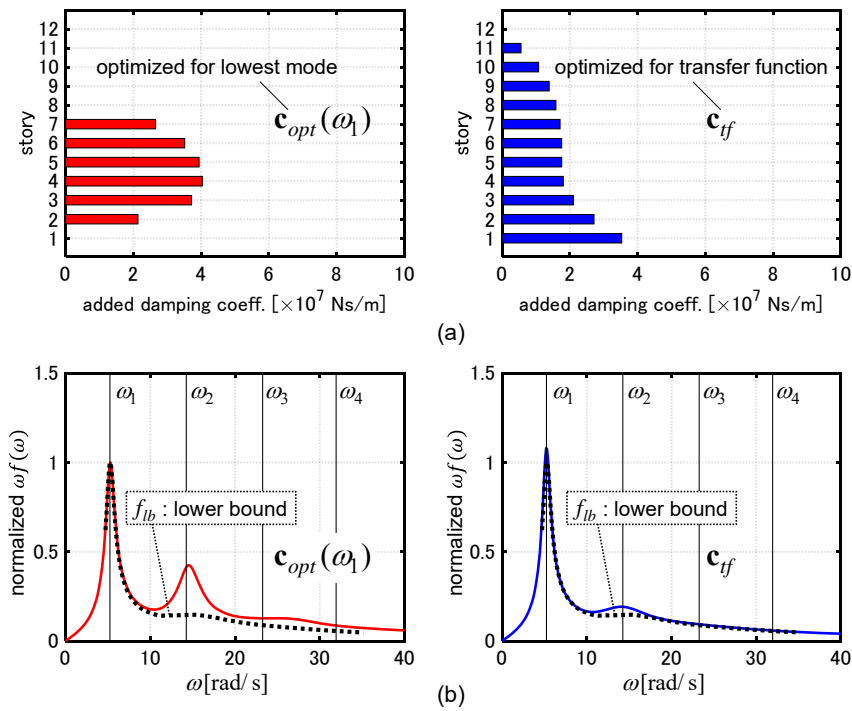 12
11
10
9
8
7
6
5
4
3
2
1
story
optimized for lowest mode
c_opt(ω₁)
0 2 4 6 8 10
added damping coeff. [×10⁷ Ns/m]
12
11
10
9
8
7
6
5
4
3
2
1
story
optimized for transfer function
c_tf
0 2 4 6 8 10
added damping coeff. [×10⁷ Ns/m]
(a)
1.5
1
0.5
0
normalized ωf(ω)
ω₁ ω₂ ω₃ ω₄
f_lb : lower bound
c_opt(ω₁)
0 10 20 30 40
ω[rad/s]
1.5
1
0.5
0
normalized ωf(ω)
ω₁ ω₂ ω₃ ω₄
f_lb : lower bound
c_tf
0 10 20 30 40
ω[rad/s]
(b)